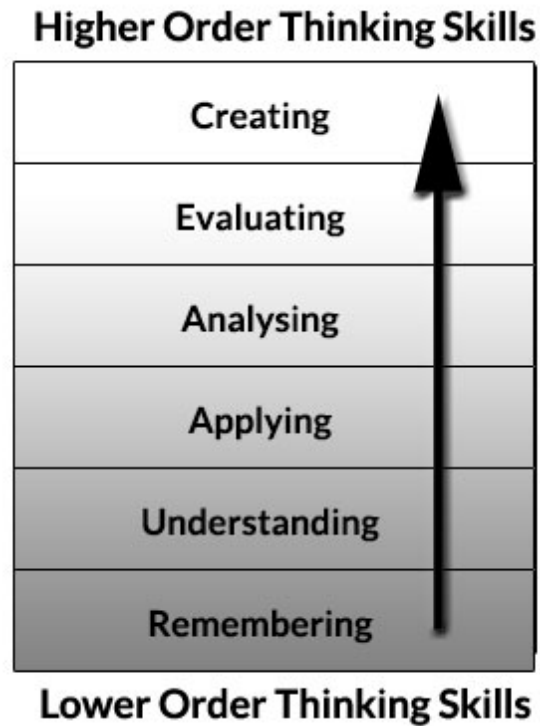 Higher Order Thinking Skills
Creating
Evaluating
Analysing
Applying
Understanding
Remembering
Lower Order Thinking Skills